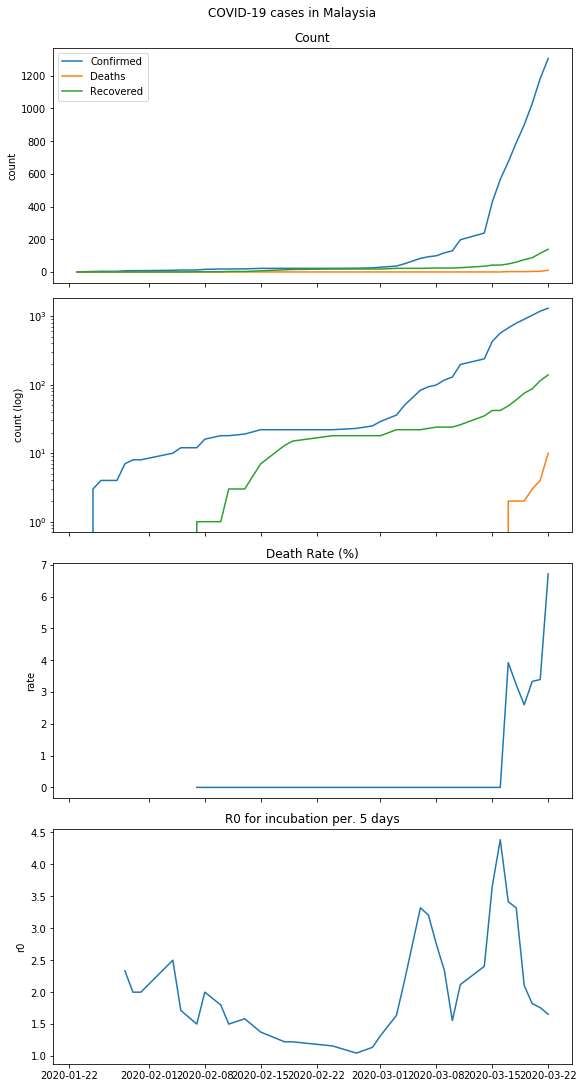 COVID-19 cases in Malaysia
Count
Confirmed
Deaths
Recovered
count
1200
1000
800
600
400
200
0
count (log)
10³
10²
10¹
10⁰
Death Rate (%)
rate
7
6
5
4
3
2
1
0
R0 for incubation per. 5 days
r0
4.5
4.0
3.5
3.0
2.5
2.0
1.5
1.0
2020-01-22 2020-02-01 2020-02-08 2020-02-15 2020-02-22 2020-03-01 2020-03-08 2020-03-15 2020-03-22